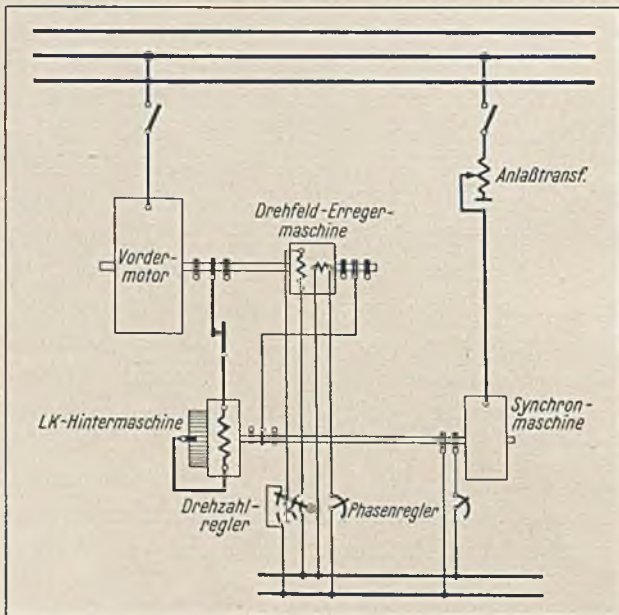 Anlaßtransf.
Drehfeld-Erreger-
maschine
Vorder-
motor
LK-Hintermaschine
Synchron-
maschine
Drehzahl-
regler
Phasenregler